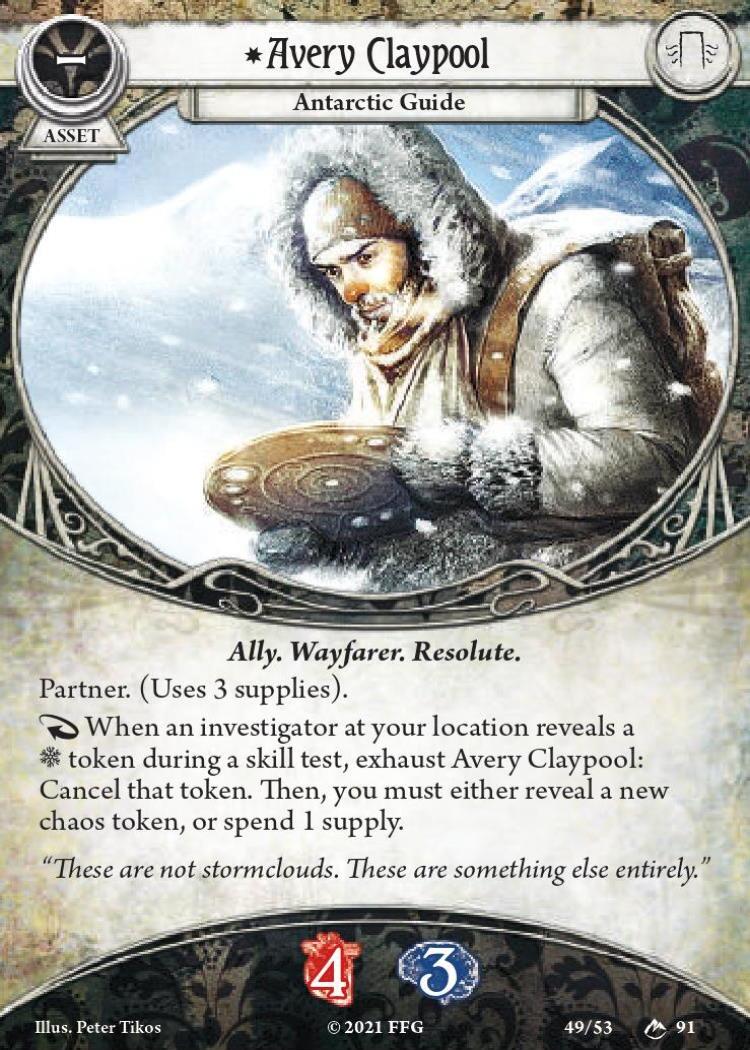 Avery Claypool
Antarctic Guide
ASSET
Ally. Wayfarer. Resolute.
Partner. (Uses 3 supplies).
When an investigator at your location reveals a
token during a skill test, exhaust Avery Claypool:
Cancel that token. Then, you must either reveal a new
chaos token, or spend 1 supply.
“These are not stormclouds. These are something else entirely.”
4 3
Illus. Peter Tikos © 2021 FFG 49/53 91